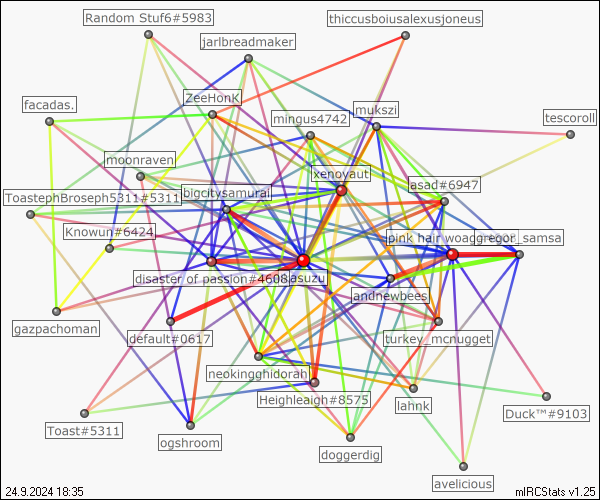 Random Stuf6#5983
thiccusboiusalexusjoneus
jarlbreadmaker
ZeeHonK
facadas.
mingus4742
mukszi
tescoroll
moonraven
xenoyaut
asad#6947
bigcitysamurai
ToastephBroseph5311#5311
Knowun#6424
pink hair woaggregor_samsa
disaster of passion#4608
jasuzu
jandnewbees
gazpachoman
default#0617
turkey_mcnugget
neokingghidorah
Heighleaigh#8575
lahnk
Duck™#9103
Toast#5311
ogshroom
doggerdig
avelicious
24.9.2024 18:35
mIRCStats v1.25